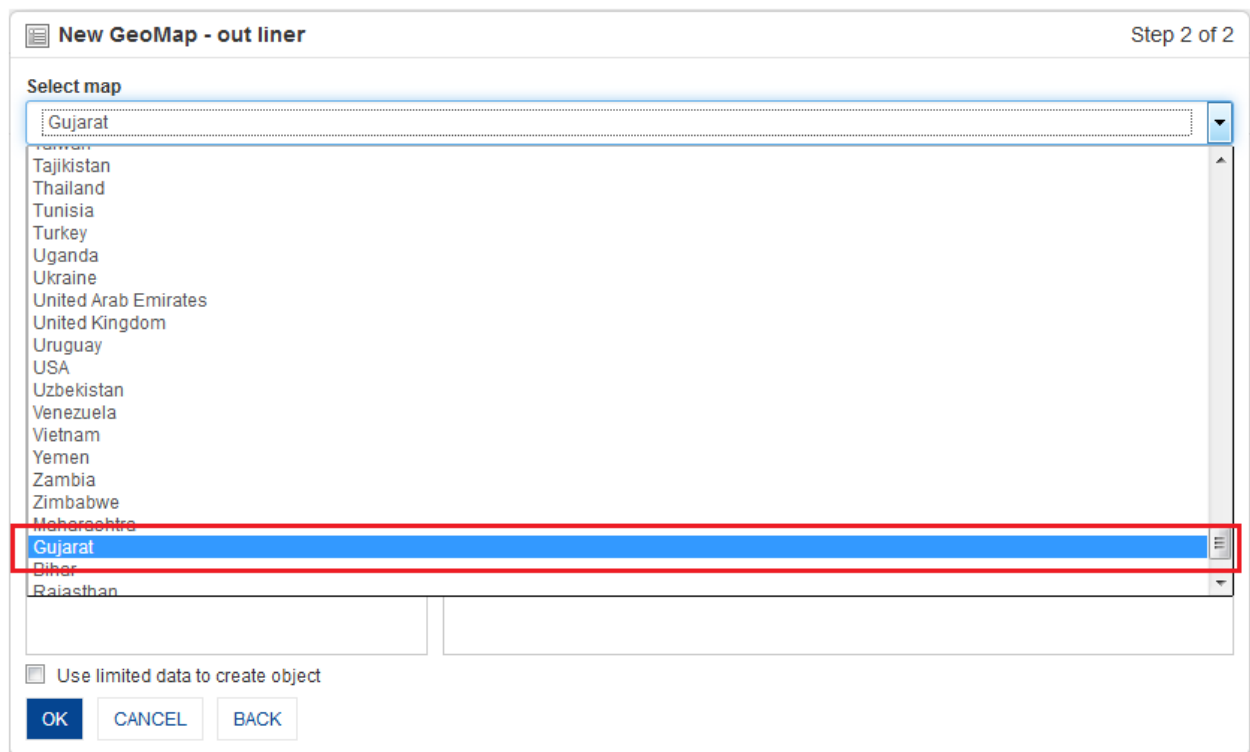 New GeoMap - out liner
Step 2 of 2
Select map
Gujarat
Taiwan
Tajikistan
Thailand
Tunisia
Turkey
Uganda
Ukraine
United Arab Emirates
United Kingdom
Uruguay
USA
Uzbekistan
Venezuela
Vietnam
Yemen
Zambia
Zimbabwe
Maharashtra
Gujarat
Bihar
Rajasthan
Use limited data to create object
OK
CANCEL
BACK